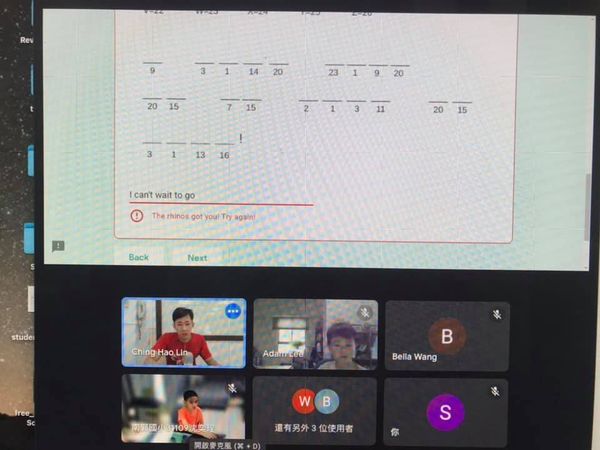 V=22 W=23 X=24 Y=25 Z=26
Rev
9 3 1 14 20 23 1 9 20
20 15 7 15 2 1 3 11 20 15
!
3 1 13 16
I can't wait to go
The rhinos got you! Try again!
Back Next
Ching Hao Lin
Adam Lee
B
Bella Wang
stude
W B
還有另外 3 位使用者
S
你
free_
開啟麥克風 (⌘ + D)